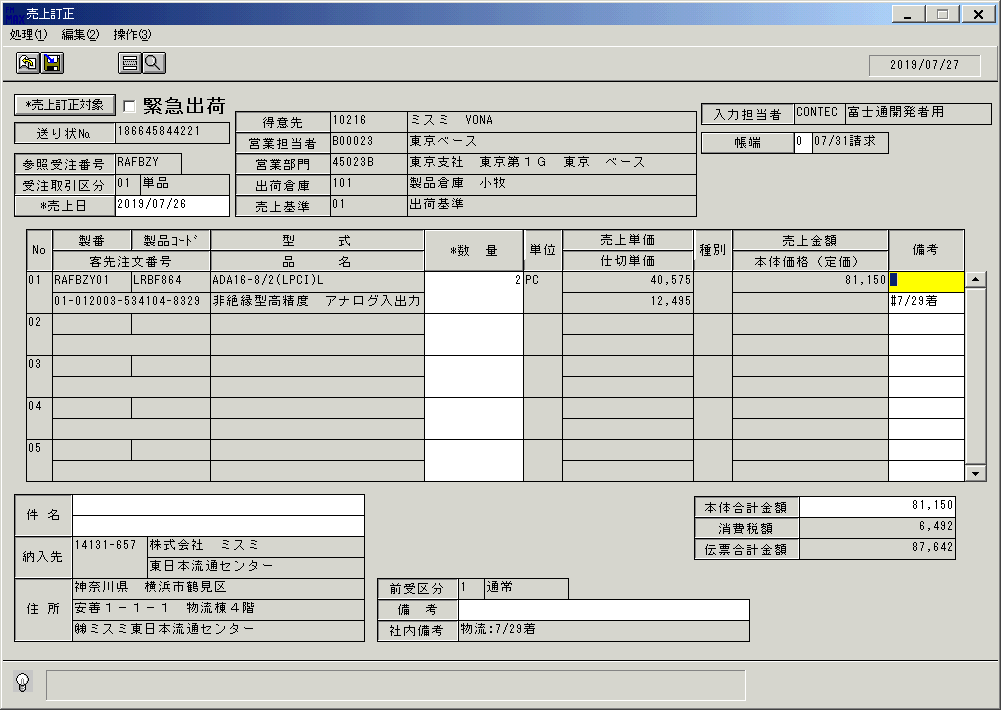 売上訂正
処理(1) 編集(2) 操作(3)
2019/07/27
*売上訂正対象 緊急出荷
送り状No. 186645844221
参照受注番号 RAFBZY
受注取引区分 01 単品
*売上日 2019/07/26
得意先 10216 ミスミ VONA
営業担当者 B00023 東京ベース
営業部門 45023B 東京支社 東京第１Ｇ 東京 ベース
出荷倉庫 101 製品倉庫 小牧
売上基準 01 出荷基準
入力担当者 CONTEC 富士通開発者用
帳端 0 07/31請求
No 製番 製品ｺｰﾄﾞ 型 式 *数 量 単位 売上単価 種別 売上金額 備考
客先注文番号 品 名 仕切単価 本体価格（定価）
01 RAFBZY01 LRBF864 ADA16-8/2(LPCI)L 2 PC 40,575 81,150
01-012003-534104-8329 非絶縁型高精度 アナログ入出力 12,495 #7/29着
02
03
04
05
件 名
納入先 14131-657 株式会社 ミスミ
東日本流通センター
住 所 神奈川県 横浜市鶴見区
安善１－１－１ 物流棟４階
㈱ミスミ東日本流通センター
本体合計金額 81,150
消費税額 6,492
伝票合計金額 87,642
前受区分 1 通常
備 考
社内備考 物流:7/29着